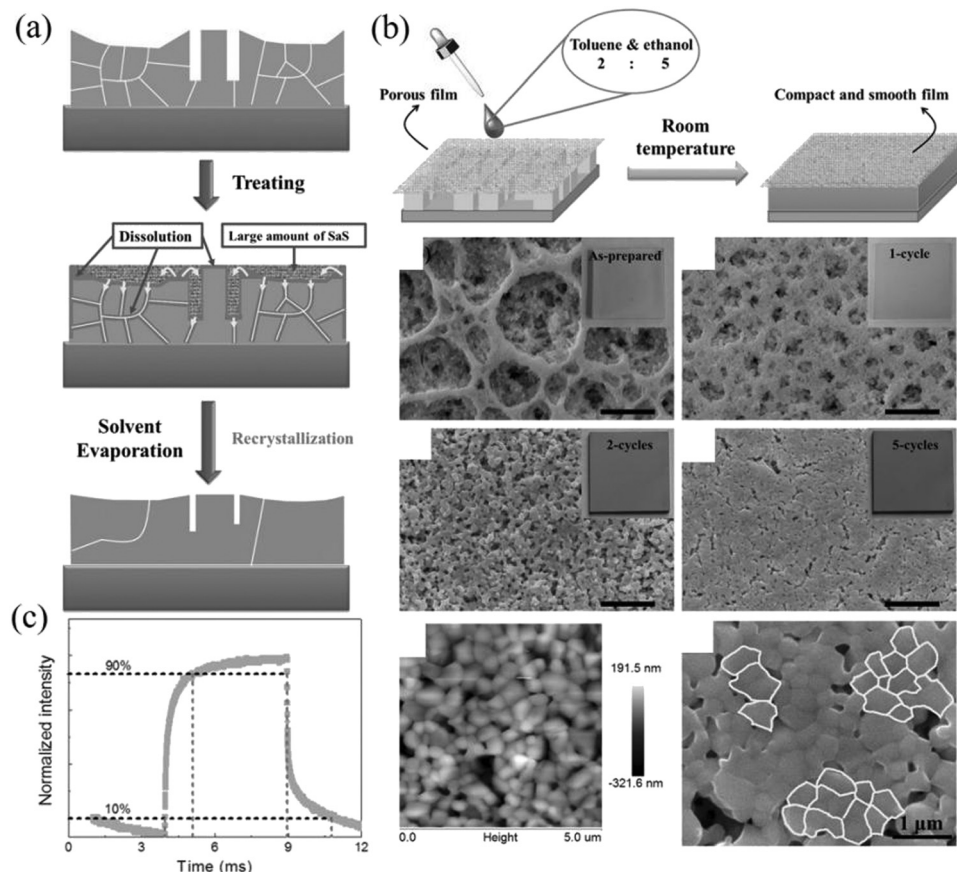 (a)
Treating
Dissolution
Large amount of SaS
Solvent
Evaporation
Recrystallization
(b)
Toluene & ethanol
2 : 5
Porous film
Room
temperature
Compact and smooth film
As-prepared
1-cycle
2-cycles
5-cycles
191.5 nm
-321.6 nm
0.0 Height 5.0 um
1 μm
(c)
Normalized intensity
90%
10%
0 3 6 9 12
Time (ms)